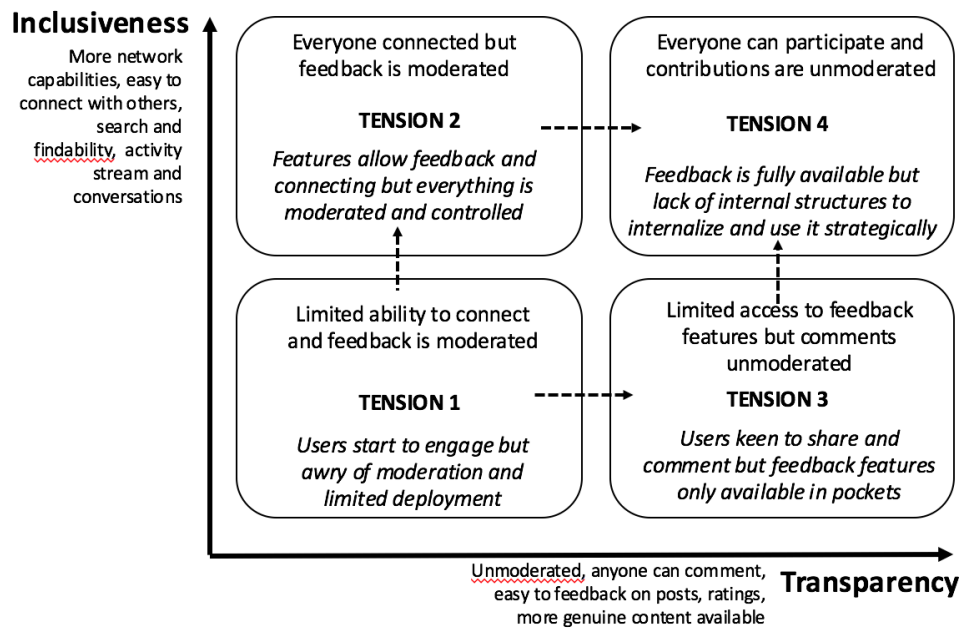 Inclusiveness
More network
capabilities, easy to
connect with others,
search and
findability, activity
stream and
conversations
Everyone connected but
feedback is moderated
TENSION 2
Features allow feedback and
connecting but everything is
moderated and controlled
Everyone can participate and
contributions are unmoderated
TENSION 4
Feedback is fully available but
lack of internal structures to
internalize and use it strategically
Limited ability to connect
and feedback is moderated
TENSION 1
Users start to engage but
awry of moderation and
limited deployment
Limited access to feedback
features but comments
unmoderated
TENSION 3
Users keen to share and
comment but feedback features
only available in pockets
Unmoderated, anyone can comment,
easy to feedback on posts, ratings,
more genuine content available
Transparency